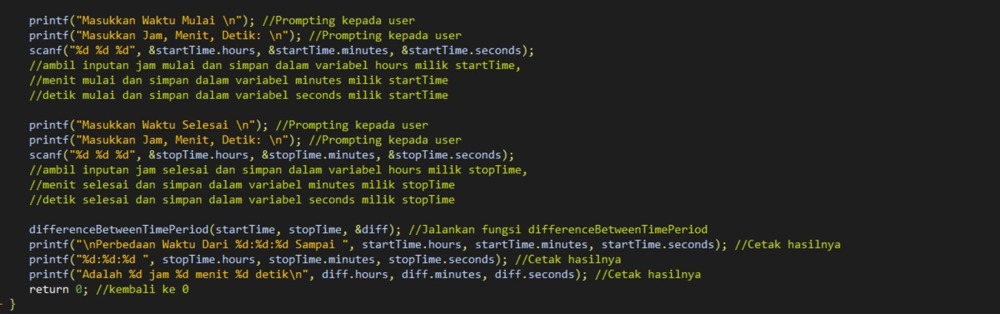 printf("Masukkan Waktu Mulai \n"); //Prompting kepada user
printf("Masukkan Jam, Menit, Detik: \n"); //Prompting kepada user
scanf("%d %d %d", &startTime.hours, &startTime.minutes, &startTime.seconds);
//ambil inputan jam mulai dan simpan dalam variabel hours milik startTime,
//menit mulai dan simpan dalam variabel minutes milik startTime
//detik mulai dan simpan dalam variabel seconds milik startTime
printf("Masukkan Waktu Selesai \n"); //Prompting kepada user
printf("Masukkan Jam, Menit, Detik: \n"); //Prompting kepada user
scanf("%d %d %d", &stopTime.hours, &stopTime.minutes, &stopTime.seconds);
//ambil inputan jam selesai dan simpan dalam variabel hours milik stopTime,
//menit selesai dan simpan dalam variabel minutes milik stopTime
//detik selesai dan simpan dalam variabel seconds milik stopTime
differenceBetweenTimePeriod(startTime, stopTime, &diff); //Jalankan fungsi differenceBetweenTimePeriod
printf("\nPerbedaan Waktu Dari %d:%d:%d Sampai ", startTime.hours, startTime.minutes, startTime.seconds); //Cetak hasilnya
printf("%d:%d:%d ", stopTime.hours, stopTime.minutes, stopTime.seconds); //Cetak hasilnya
printf("Adalah %d jam %d menit %d detik\n", diff.hours, diff.minutes, diff.seconds); //Cetak hasilnya
return 0; //kembali ke 0
}